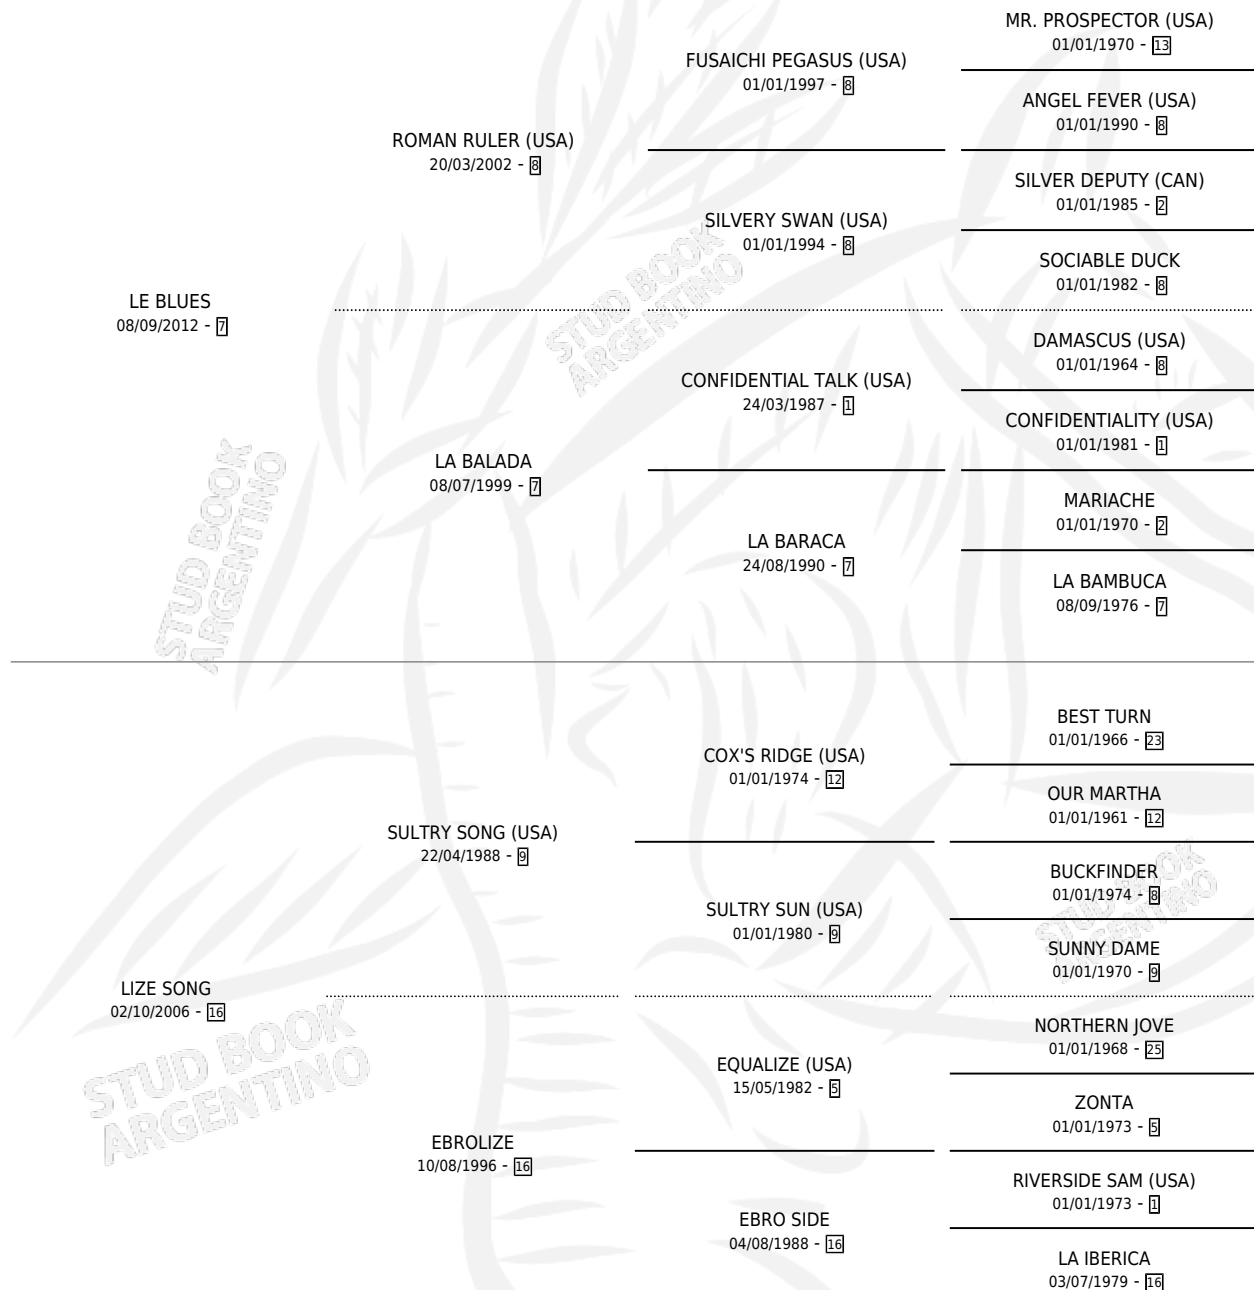 MR. PROSPECTOR (USA)
01/01/1970 - 13
FUSAICHI PEGASUS (USA)
01/01/1997 - 8
ANGEL FEVER (USA)
01/01/1990 - 8
ROMAN RULER (USA)
20/03/2002 - 8
SILVER DEPUTY (CAN)
01/01/1985 - 2
SILVERY SWAN (USA)
01/01/1994 - 8
SOCIABLE DUCK
01/01/1982 - 8
STUD BOOK
ARGENTINO
LE BLUES
08/09/2012 - 7
DAMASCUS (USA)
01/01/1964 - 8
CONFIDENTIAL TALK (USA)
24/03/1987 - 1
CONFIDENTIALITY (USA)
01/01/1981 - 1
LA BALADA
08/07/1999 - 7
MARIACHE
01/01/1970 - 2
LA BARACA
24/08/1990 - 7
LA BAMBUCA
08/09/1976 - 7
STUD BOOK
ARGENTINO
BEST TURN
01/01/1966 - 23
COX'S RIDGE (USA)
01/01/1974 - 12
OUR MARTHA
01/01/1961 - 12
SULTRY SONG (USA)
22/04/1988 - 9
BUCKFINDER
01/01/1974 - 8
SULTRY SUN (USA)
01/01/1980 - 9
SUNNY DAME
01/01/1970 - 9
STUD BOOK
ARGENTINO
LIZE SONG
02/10/2006 - 16
NORTHERN JOVE
01/01/1968 - 25
EQUALIZE (USA)
15/05/1982 - 5
ZONTA
01/01/1973 - 5
EBROLIZE
10/08/1996 - 16
RIVERSIDE SAM (USA)
01/01/1973 - 1
EBRO SIDE
04/08/1988 - 16
LA IBERICA
03/07/1979 - 16
STUD BOOK
ARGENTINO